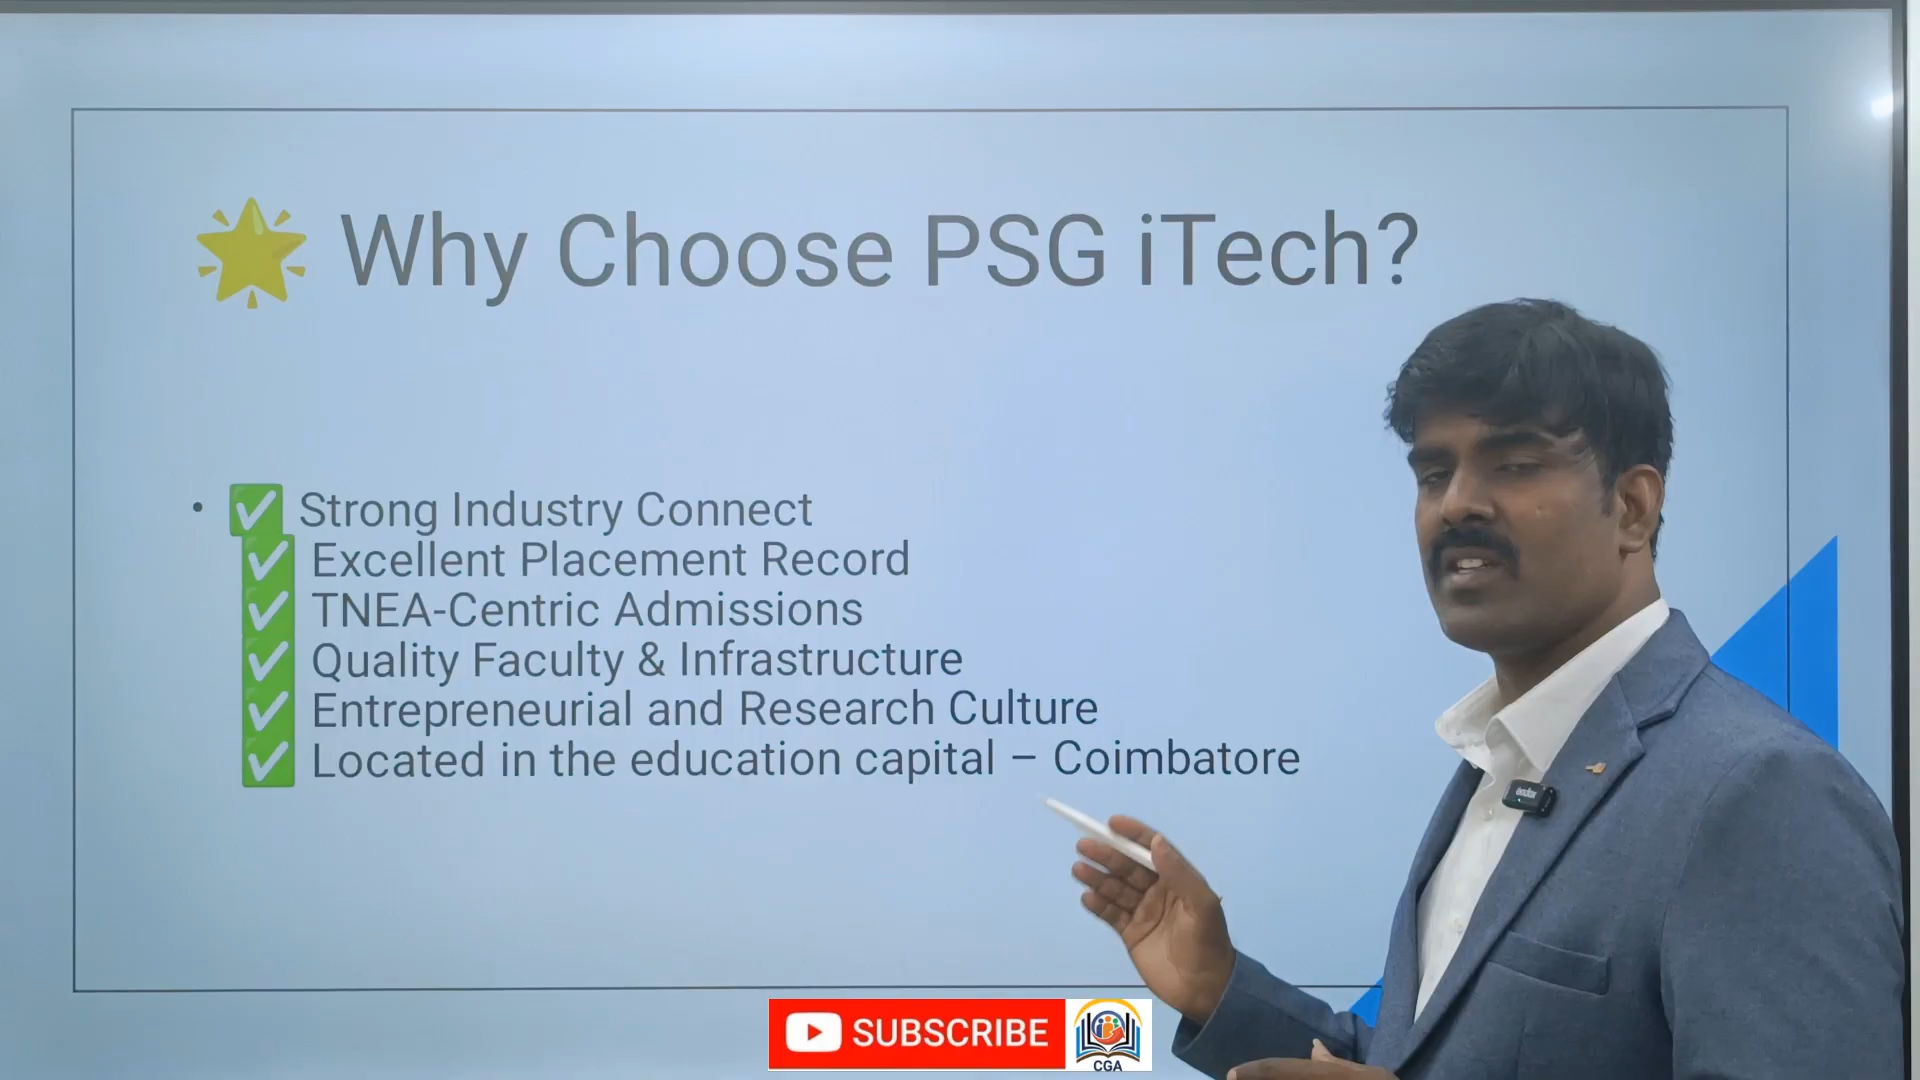 🌟 Why Choose PSG iTech?
• ✅ Strong Industry Connect
✅ Excellent Placement Record
✅ TNEA-Centric Admissions
✅ Quality Faculty & Infrastructure
✅ Entrepreneurial and Research Culture
✅ Located in the education capital – Coimbatore
SUBSCRIBE
CGA